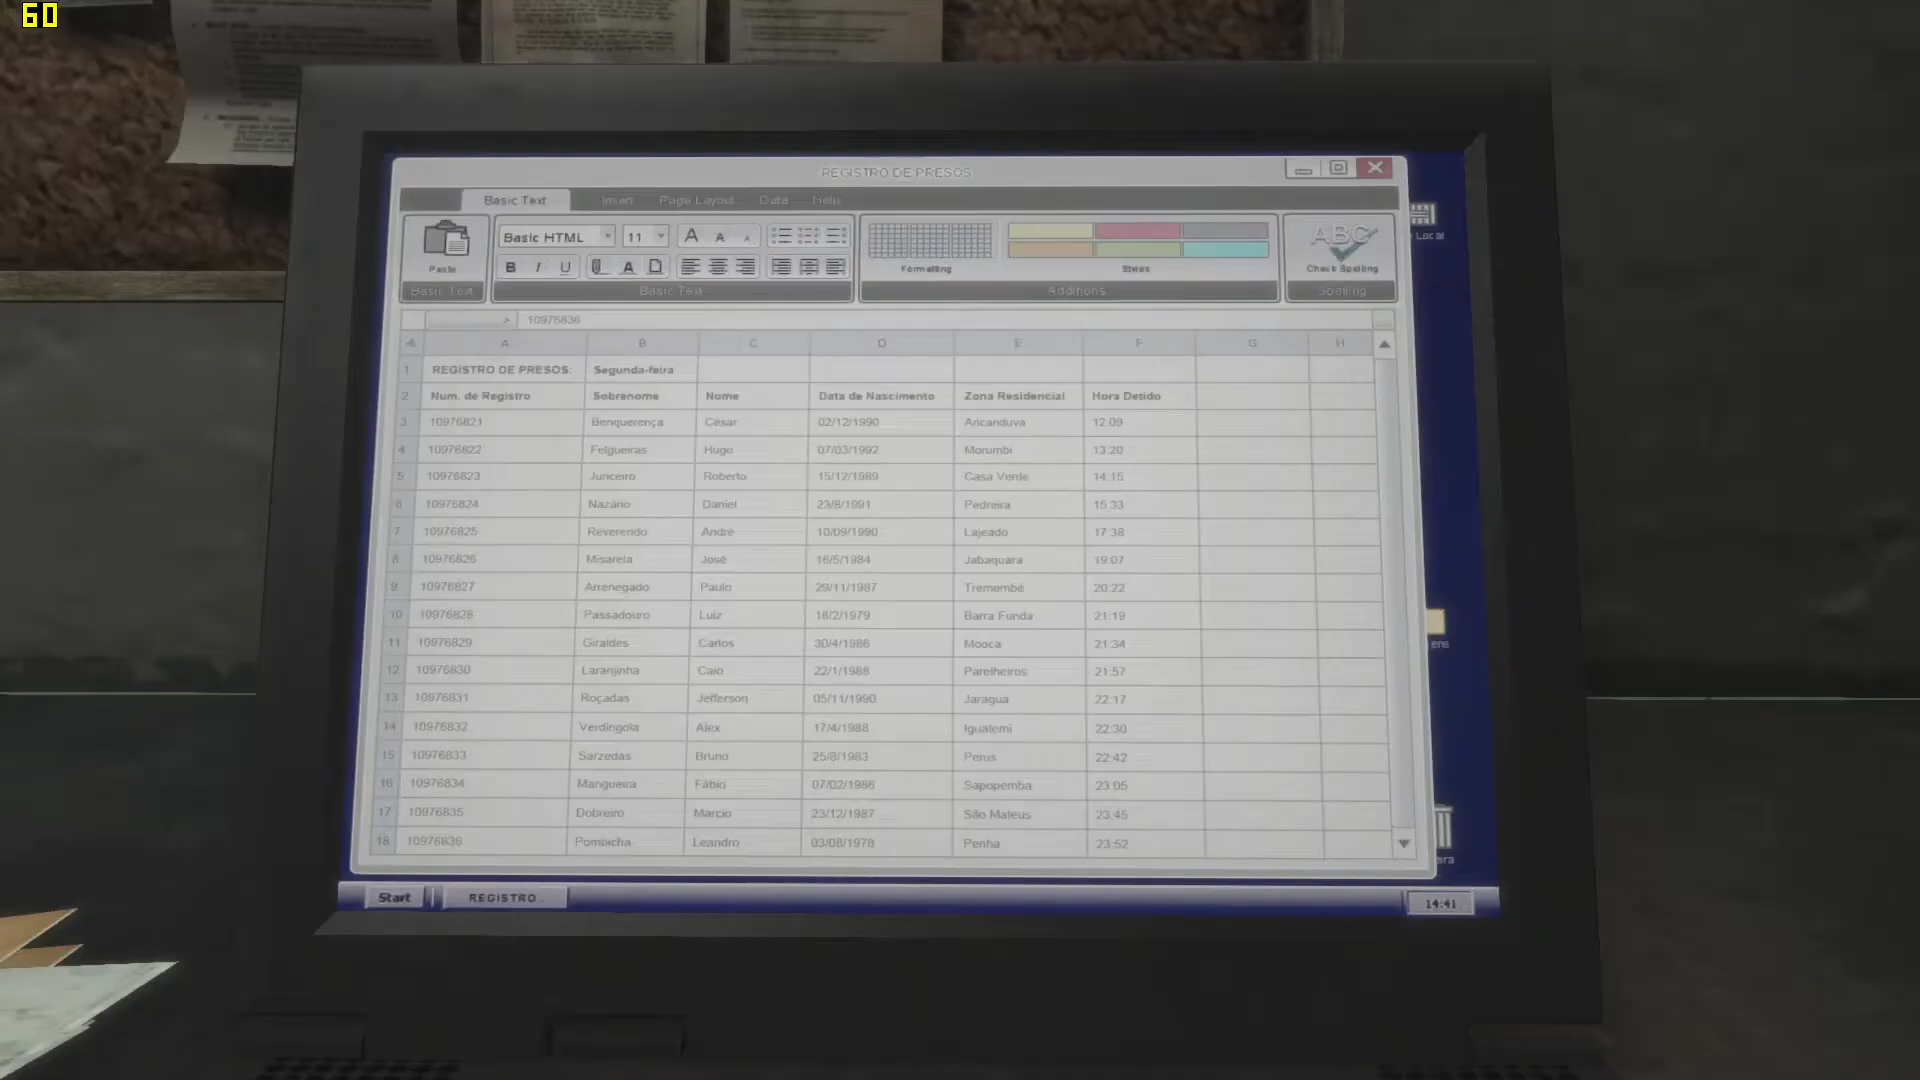 60
REGISTRO DE PRESOS
Basic Text Insert Page Layout Data Help
Basic HTML 11 A A A
ABC
B I U A
Paste Formatting Styles Check Spelling
Basic Text Basic Text Additions Spelling
> 10976836
A B C D E F G H
1 REGISTRO DE PRESOS: Segunda-feira
2 Num. de Registro Sobrenome Nome Data de Nascimento Zona Residencial Hora Detido
3 10976821 Benquerença César 02/12/1990 Aricanduva 12:09
4 10976822 Felgueiras Hugo 07/03/1992 Morumbi 13:20
5 10976823 Junceiro Roberto 15/12/1989 Casa Verde 14:15
6 10976824 Nazário Daniel 23/8/1991 Pedreira 15:33
7 10976825 Reverendo André 10/09/1990 Lajeado 17:38
8 10976826 Misarela José 16/5/1984 Jabaquara 19:07
9 10976827 Arrenegado Paulo 29/11/1987 Tremembé 20:22
10 10976828 Passadouro Luiz 18/2/1979 Barra Funda 21:19
11 10976829 Giraldes Carlos 30/4/1986 Mooca 21:34
12 10976830 Laranjinha Caio 22/1/1988 Parelheiros 21:57
13 10976831 Roçadas Jefferson 05/11/1990 Jaraguá 22:17
14 10976832 Verdingola Alex 17/4/1988 Iguatemi 22:30
15 10976833 Sarzedas Bruno 25/8/1983 Perus 22:42
16 10976834 Mangueira Fábio 07/02/1986 Sapopemba 23:05
17 10976835 Dobreiro Marcio 23/12/1987 São Mateus 23:45
18 10976836 Pombicha Leandro 03/08/1978 Penha 23:52
Local
Start REGISTRO... 14:41